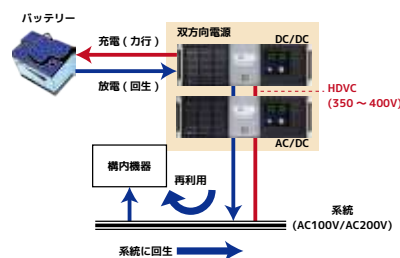 バッテリー
充電 ( 力行 )
放電 ( 回生 )
双方向電源
DC/DC
HDVC
(350 ～ 400V)
AC/DC
構内機器
再利用
系統
(AC100V/AC200V)
系統に回生